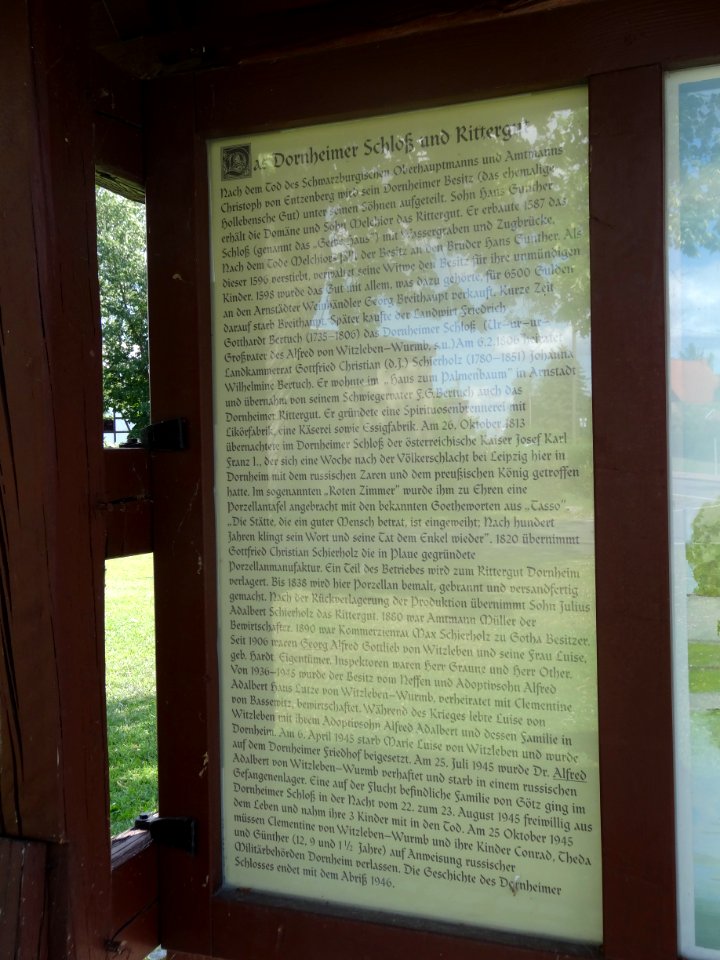 Das Dornheimer Schloß und Rittergut
Nach dem Tod des Schwarzburgischen Oberhauptmanns und Amtmanns
Christoph von Entzenberg wird sein Dornheimer Besitz (das ehemalige
Hollebensche Gut) unter seinen Söhnen aufgeteilt. Sohn Hans Günther
erhält die Domäne und Sohn Melchior das Rittergut. Er erbaute 1587 das
Schloß (genannt das „Gelbe Haus") mit Wassergraben und Zugbrücke.
Nach dem Tode Melchiors fällt der Besitz an den Bruder Hans Günther. Als
dieser 1596 verstirbt, verwaltet seine Witwe den Besitz für ihre unmündigen
Kinder. 1598 wurde das Gut mit allem, was dazu gehörte, für 6500 Gulden
an den Arnstädter Weinhändler Georg Breithaupt verkauft. Kurze Zeit
darauf starb Breithaupt. Später kaufte der Landwirt Friedrich
Gotthardt Bertuch (1735–1806) das Dornheimer Schloß (Ur-ur-ur-
Großvater des Alfred von Witzleben-Wurmb, s.u.) Am 6.2.1806 heiratet
Landkammerrat Gottfried Christian (d.J.) Schierholz (1780–1851) Johanna
Wilhelmine Bertuch. Er wohnte im „Haus zum Palmenbaum" in Arnstadt
und übernahm von seinem Schwiegervater F.G.Bertuch auch das
Dornheimer Rittergut. Er gründete eine Spirituosenbrennerei mit
Likörfabrik, eine Käserei sowie Essigfabrik. Am 26. Oktober 1813
übernachtete im Dornheimer Schloß der österreichische Kaiser Josef Karl
Franz I., der sich eine Woche nach der Völkerschlacht bei Leipzig hier in
Dornheim mit dem russischen Zaren und dem preußischen König getroffen
hatte. Im sogenannten „Roten Zimmer" wurde ihm zu Ehren eine
Porzellantafel angebracht mit den bekannten Goetheworten aus „Tasso".
„Die Stätte, die ein guter Mensch betrat, ist eingeweiht; Nach hundert
Jahren klingt sein Wort und seine Tat dem Enkel wieder". 1820 übernimmt
Gottfried Christian Schierholz die in Plaue gegründete
Porzellanmanufaktur. Ein Teil des Betriebes wird zum Rittergut Dornheim
verlagert. Bis 1838 wird hier Porzellan bemalt, gebrannt und versandfertig
gemacht. Nach der Rückverlagerung der Produktion übernimmt Sohn Julius
Adalbert Schierholz das Rittergut. 1880 war Amtmann Müller der
Bewirtschafter. 1890 war Kommerzienrat Max Schierholz zu Gotha Besitzer.
Seit 1906 waren Georg Alfred Gottlieb von Witzleben und seine Frau Luise,
geb. Hardt, Eigentümer. Inspektoren waren Herr Graune und Herr Other.
Von 1936–1945 wurde der Besitz vom Neffen und Adoptivsohn Alfred
Adalbert Hans Lutze von Witzleben-Wurmb, verheiratet mit Clementine
von Bassewitz, bewirtschaftet. Während des Krieges lebte Luise von
Witzleben mit ihrem Adoptivsohn Alfred Adalbert und dessen Familie in
Dornheim. Am 6. April 1945 starb Marie Luise von Witzleben und wurde
auf dem Dornheimer Friedhof beigesetzt. Am 25. Juli 1945 wurde Dr. Alfred
Adalbert von Witzleben-Wurmb verhaftet und starb in einem russischen
Gefangenenlager. Eine auf der Flucht befindliche Familie von Götz ging im
Dornheimer Schloß in der Nacht vom 22. zum 23. August 1945 freiwillig aus
dem Leben und nahm ihre 3 Kinder mit in den Tod. Am 25 Oktober 1945
müssen Clementine von Witzleben-Wurmb und ihre Kinder Conrad, Theda
und Günther (12, 9 und 1 ½ Jahre) auf Anweisung russischer
Militärbehörden Dornheim verlassen. Die Geschichte des Dornheimer
Schlosses endet mit dem Abriß 1946.